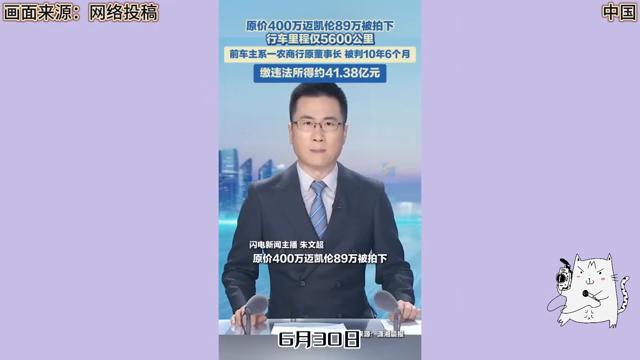 画面来源：网络投稿
中国
原价400万迈凯伦89万被拍下
行车里程仅5600公里
前车主系一农商行原董事长 被判10年6个月
缴违法所得约41.38亿元
闪电新闻主播 朱文超
原价400万迈凯伦89万被拍下
潇湘晨报
6月30日